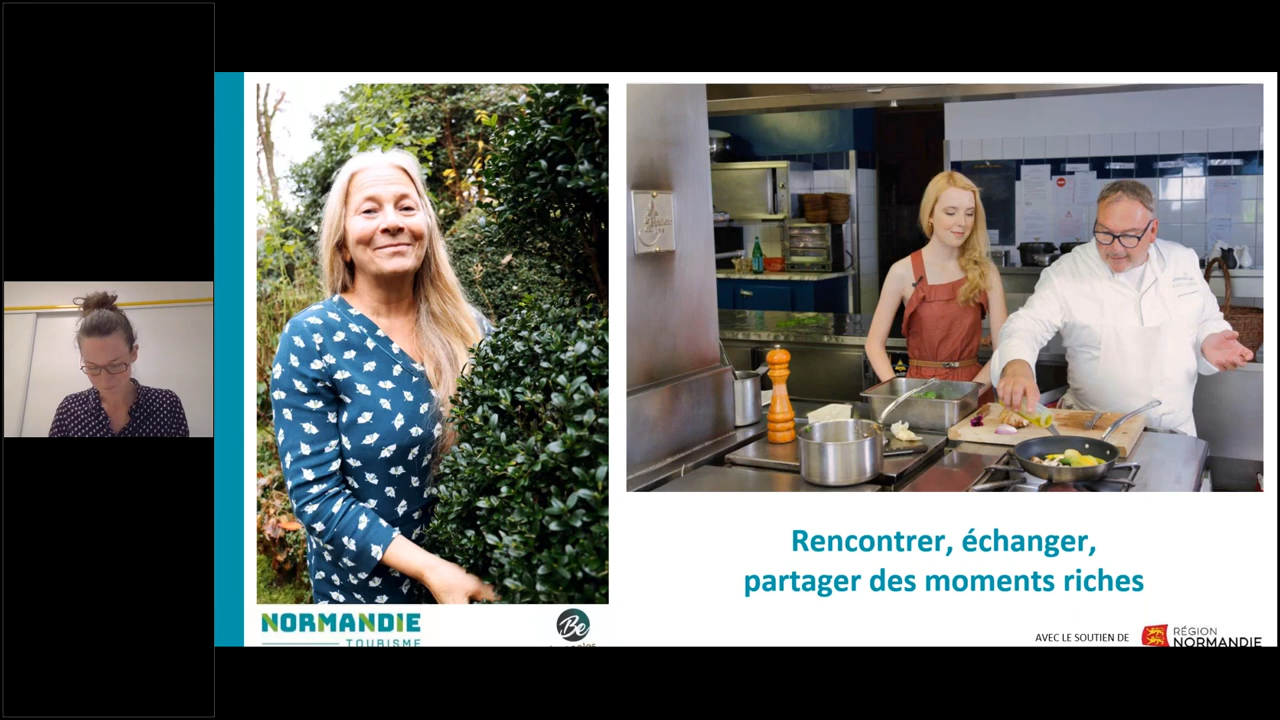 Rencontrer, échanger,
partager des moments riches
NORMANDIE
TOURISME
Be
AVEC LE SOUTIEN DE
RÉGION
NORMANDIE